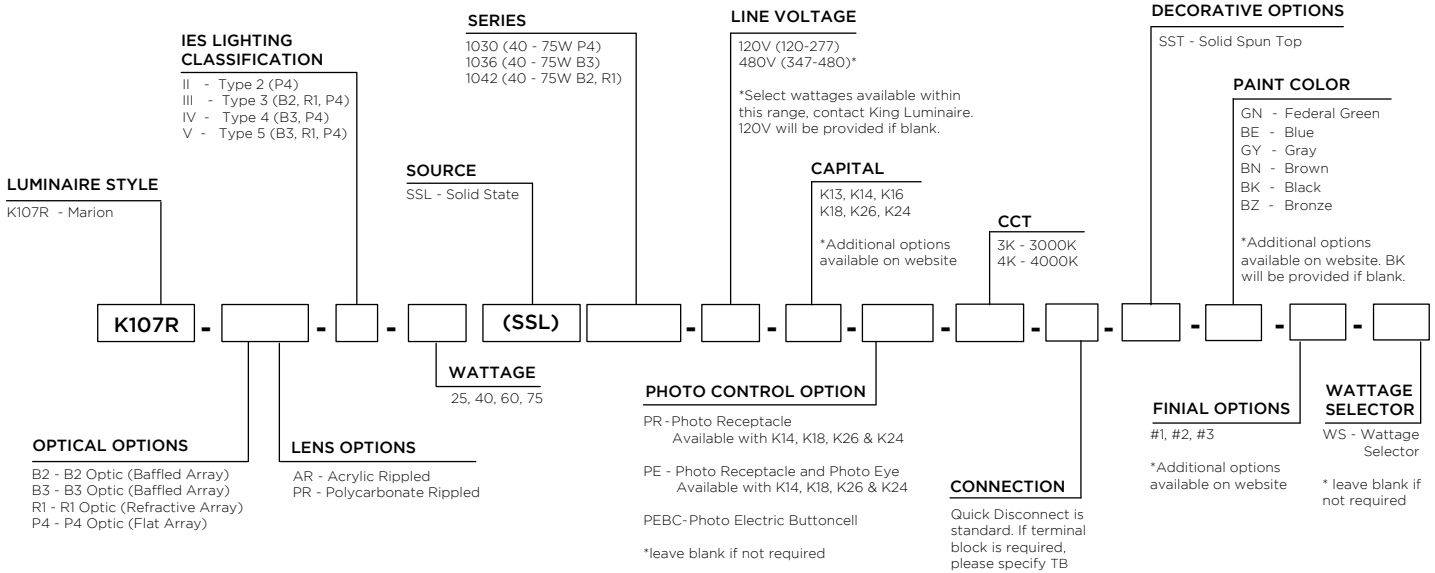 LUMINAIRE STYLE
K107R - Marion
IES LIGHTING
CLASSIFICATION
II - Type 2 (P4)
III - Type 3 (B2, R1, P4)
IV - Type 4 (B3, P4)
V - Type 5 (B3, R1, P4)
SOURCE
SSL - Solid State
SERIES
1030 (40 - 75W P4)
1036 (40 - 75W B3)
1042 (40 - 75W B2, R1)
LINE VOLTAGE
120V (120-277)
480V (347-480)*
*Select wattages available within
this range, contact King Luminaire.
120V will be provided if blank.
CAPITAL
K13, K14, K16
K18, K26, K24
*Additional options
available on website
CCT
3K - 3000K
4K - 4000K
DECORATIVE OPTIONS
SST - Solid Spun Top
PAINT COLOR
GN - Federal Green
BE - Blue
GY - Gray
BN - Brown
BK - Black
BZ - Bronze
*Additional options
available on website. BK
will be provided if blank.
K107R - - - (SSL) - - - - - - - - -
OPTICAL OPTIONS
B2 - B2 Optic (Baffled Array)
B3 - B3 Optic (Baffled Array)
R1 - R1 Optic (Refractive Array)
P4 - P4 Optic (Flat Array)
LENS OPTIONS
AR - Acrylic Rippled
PR - Polycarbonate Rippled
WATTAGE
25, 40, 60, 75
PHOTO CONTROL OPTION
PR - Photo Receptacle
Available with K14, K18, K26 & K24
PE - Photo Receptacle and Photo Eye
Available with K14, K18, K26 & K24
PEBC - Photo Electric Buttoncell
*leave blank if not required
CONNECTION
Quick Disconnect is
standard. If terminal
block is required,
please specify TB
FINIAL OPTIONS
#1, #2, #3
*Additional options
available on website
WATTAGE
SELECTOR
WS - Wattage
Selector
* leave blank if
not required